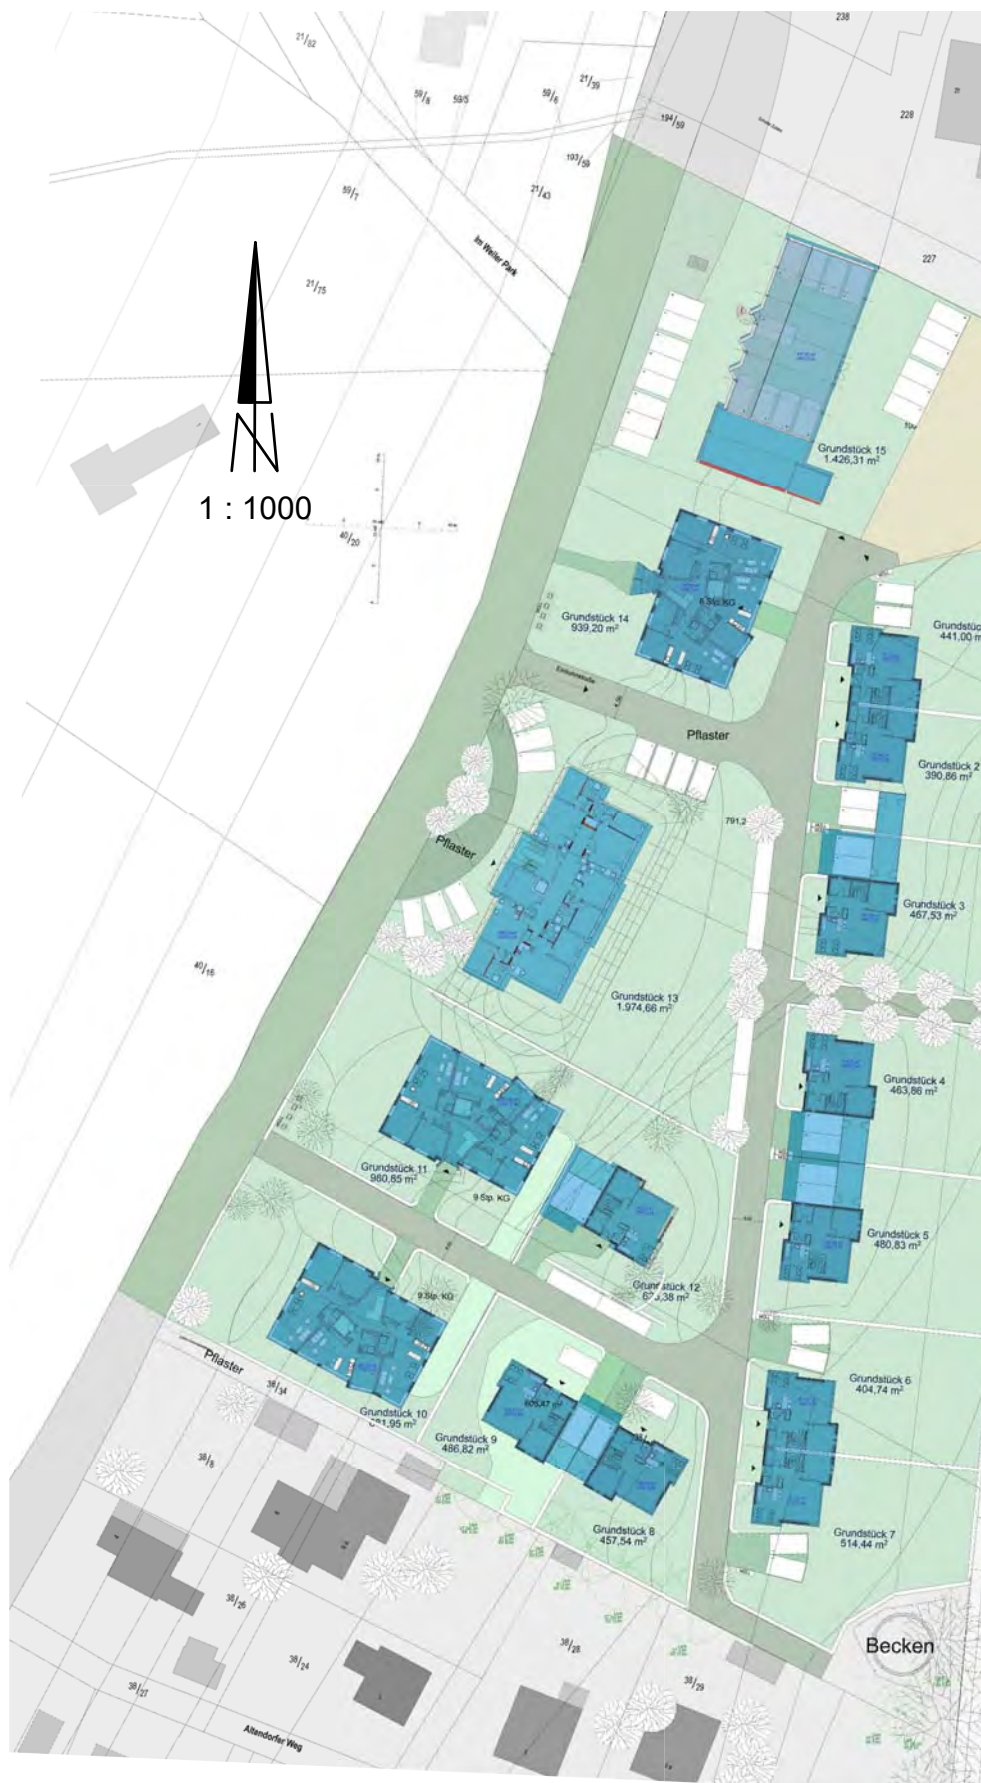 238
21/82
59/8
59/5
59/6
21/39
194/59
228
193/59
59/7
21/43
Im Weiler Park
227
21/75
Grundstück 15
1.426,31 m²
1 : 1000
40/20
6 Stp. KG
Grundstück 14
939,20 m²
Grundstüc
441,00 m
Pflaster
Grundstück 2
390,86 m²
791,2
Pflaster
Grundstück 3
467,53 m²
40/16
Grundstück 13
1.974,66 m²
Grundstück 4
463,86 m²
Grundstück 11
960,85 m²
9 Stp. KG
Grundstück 5
480,83 m²
Grundstück 12
9 Stp. KG
Pflaster
38/34
Grundstück 6
404,74 m²
Grundstück 10
Grundstück 9
486,82 m²
38/8
Grundstück 8
457,54 m²
Grundstück 7
514,44 m²
38/26
38/28
Becken
38/24
38/29
38/27
Altendorfer Weg